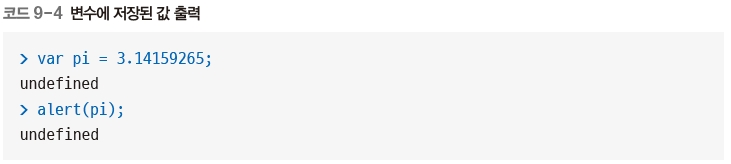 코드 9-4 변수에 저장된 값 출력
> var pi = 3.14159265;
undefined
> alert(pi);
undefined